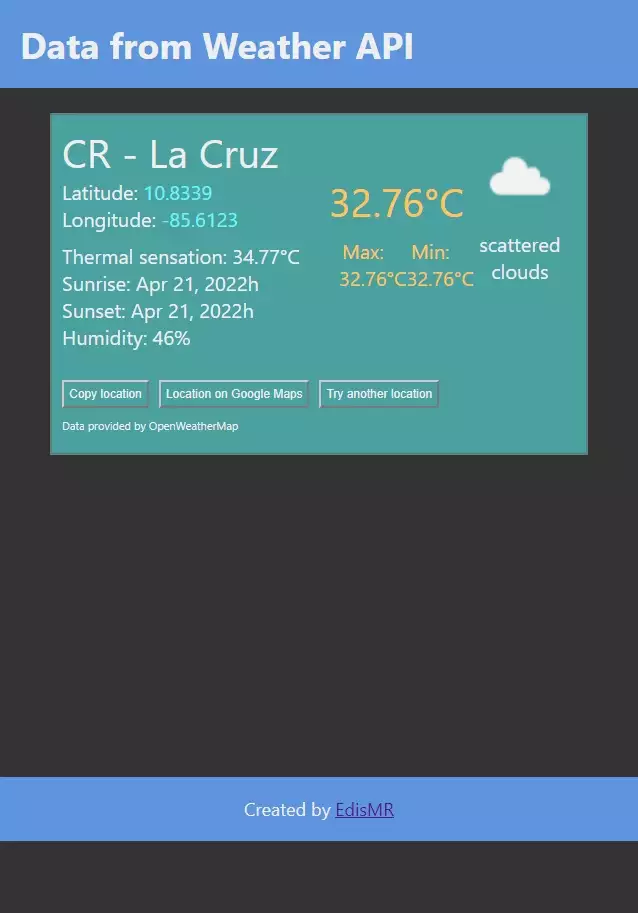 Data from Weather API
CR - La Cruz
Latitude: 10.8339
Longitude: -85.6123
Thermal sensation: 34.77°C
Sunrise: Apr 21, 2022h
Sunset: Apr 21, 2022h
Humidity: 46%
32.76°C
Max: Min:
32.76°C32.76°C
scattered
clouds
Copy location Location on Google Maps Try another location
Data provided by OpenWeatherMap
Created by EdisMR